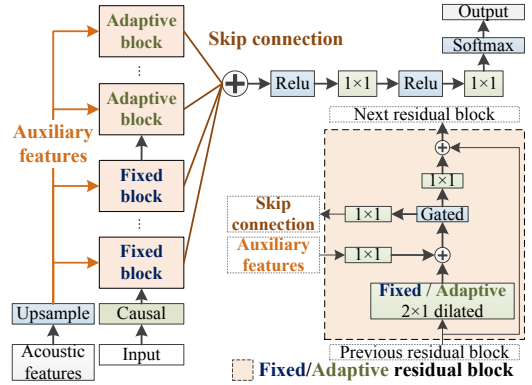 Adaptive
block
...
Adaptive
block
Fixed
block
...
Fixed
block
Auxiliary
features
Skip connection
Upsample
Causal
Acoustic
features
Input
Relu
1×1
Relu
1×1
Softmax
Output
Next residual block
1×1
Skip
connection
1×1
Gated
Auxiliary
features
1×1
Fixed / Adaptive
2×1 dilated
Previous residual block
Fixed/Adaptive residual block